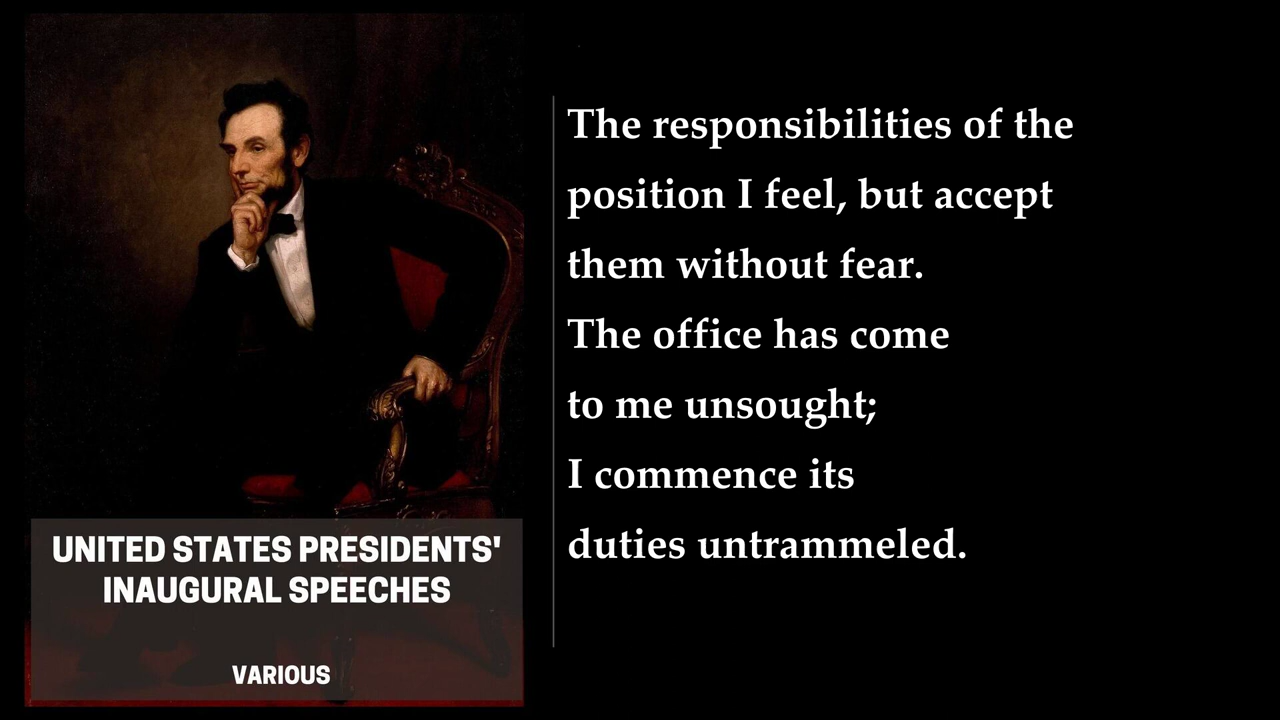 UNITED STATES PRESIDENTS'
INAUGURAL SPEECHES
VARIOUS
The responsibilities of the
position I feel, but accept
them without fear.
The office has come
to me unsought;
I commence its
duties untrammeled.